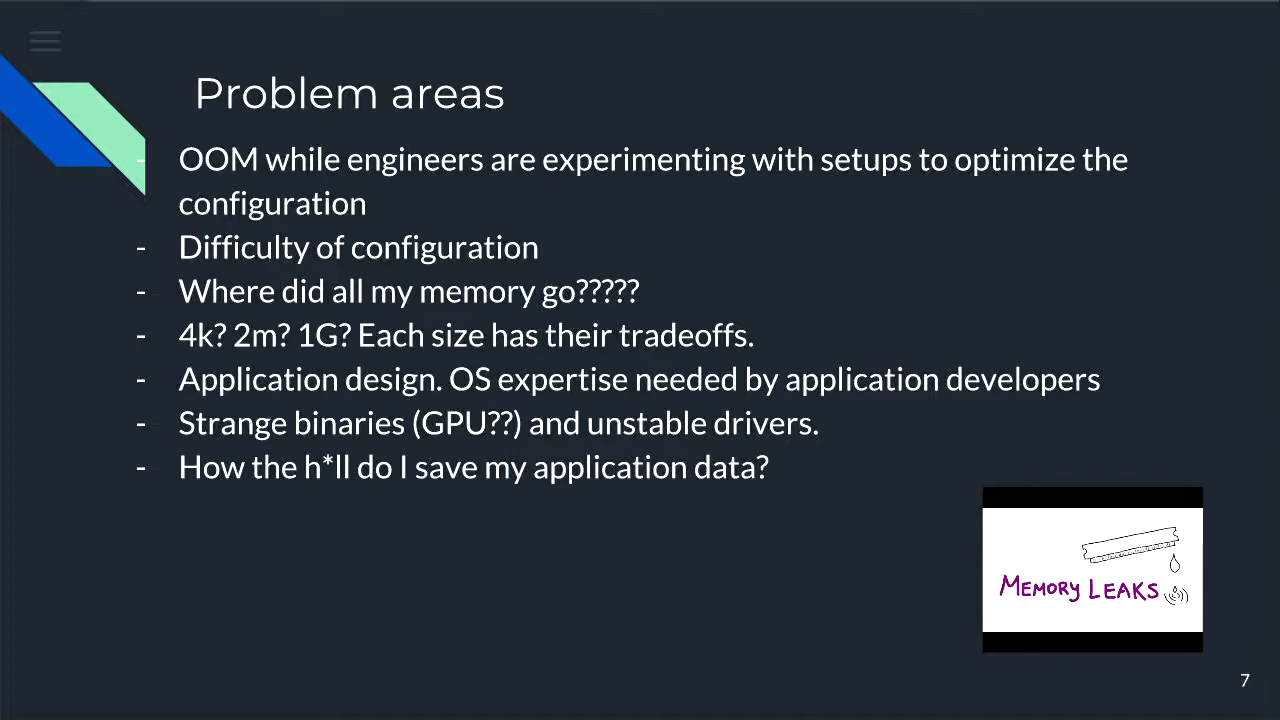 Problem areas
- OOM while engineers are experimenting with setups to optimize the
configuration
- Difficulty of configuration
- Where did all my memory go?????
- 4k? 2m? 1G? Each size has their tradeoffs.
- Application design. OS expertise needed by application developers
- Strange binaries (GPU??) and unstable drivers.
- How the h*ll do I save my application data?
MEMORY LEAKS
7